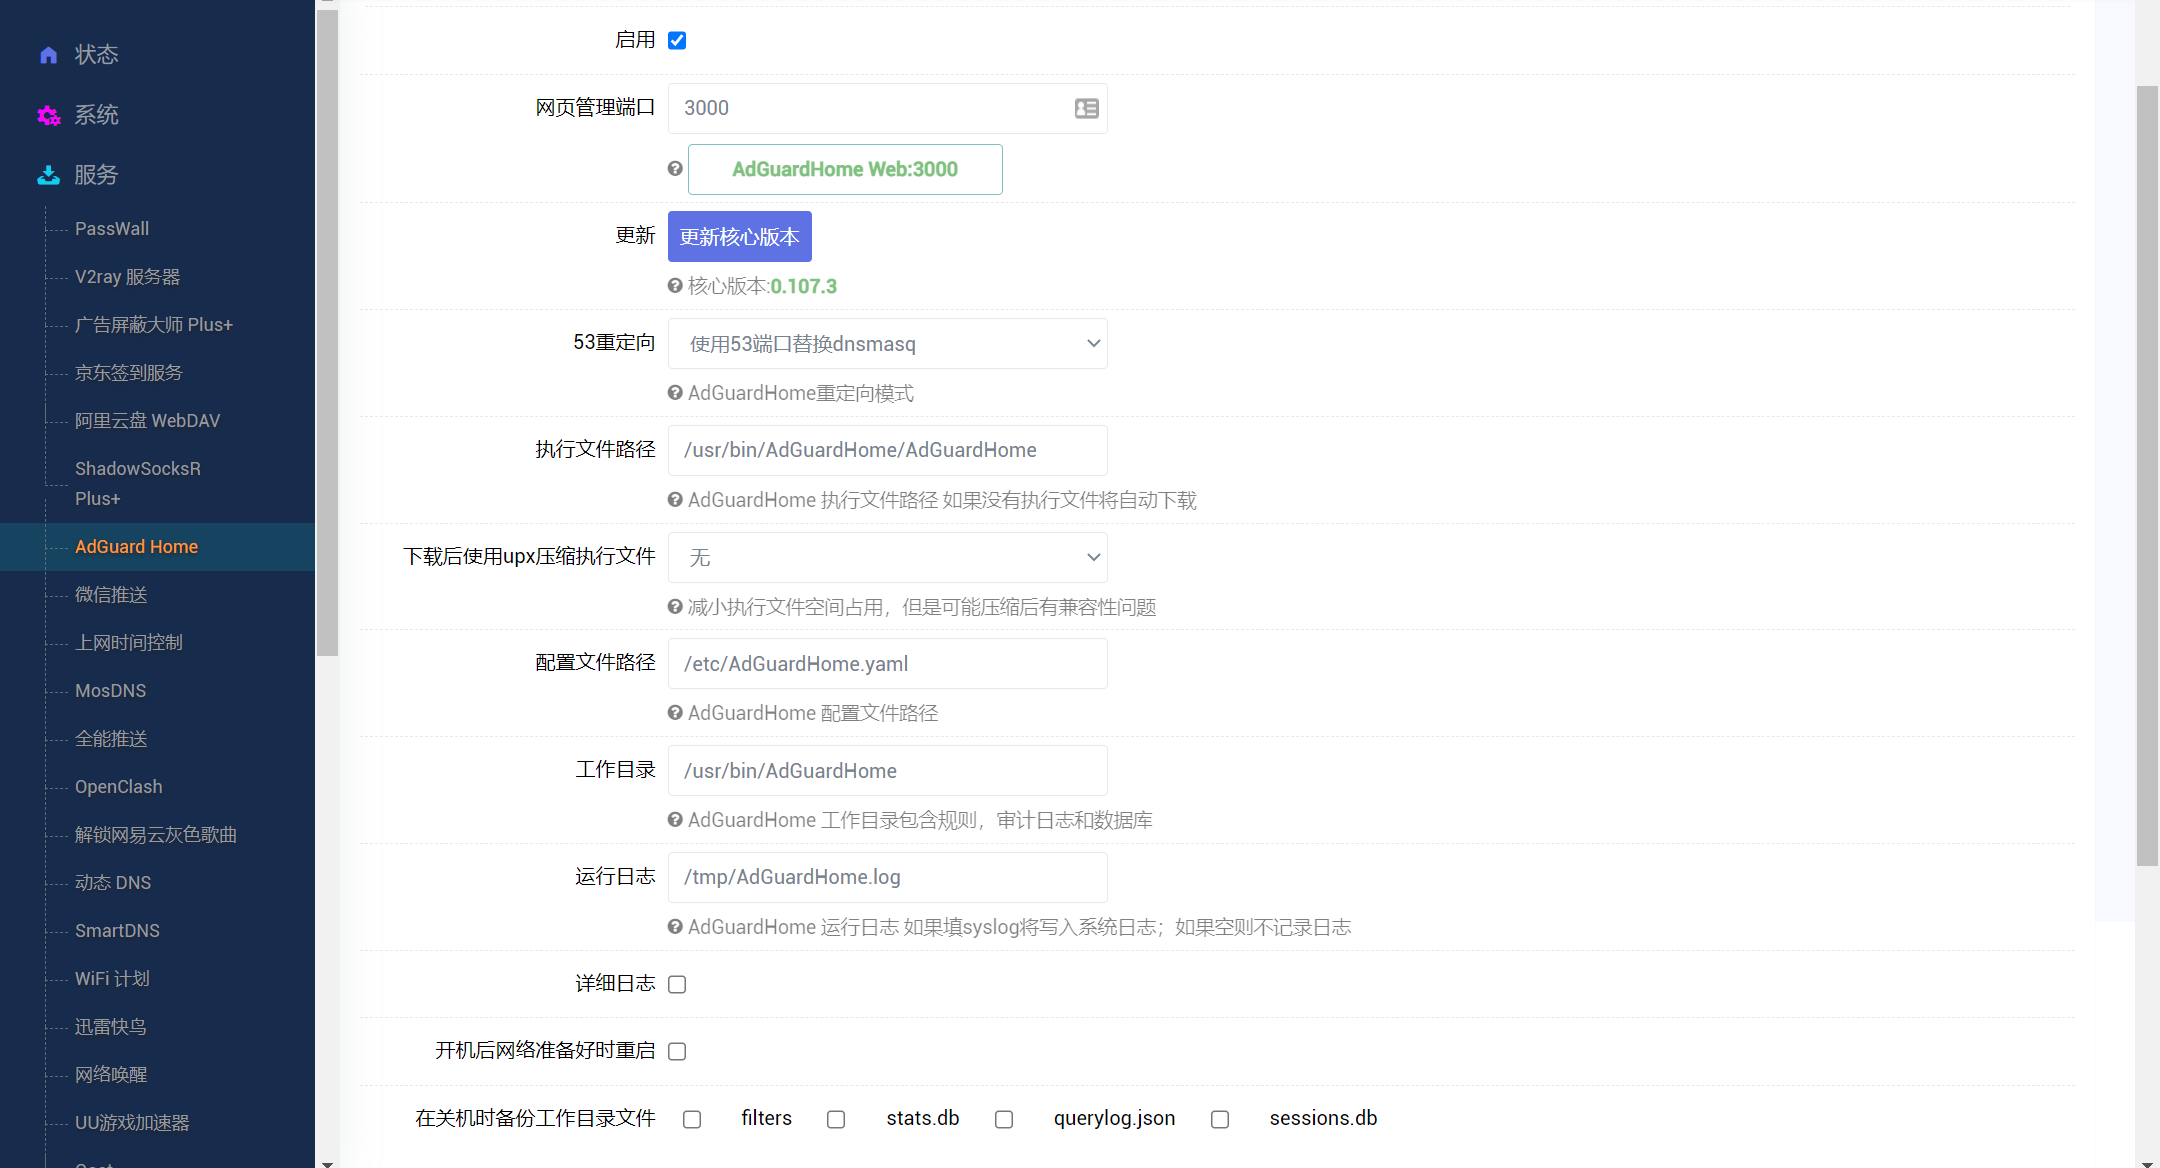 状态
系统
服务
PassWall
V2ray 服务器
广告屏蔽大师 Plus+
京东签到服务
阿里云盘 WebDAV
ShadowSocksR
Plus+
AdGuard Home
微信推送
上网时间控制
MosDNS
全能推送
OpenClash
解锁网易云灰色歌曲
动态 DNS
SmartDNS
WiFi 计划
迅雷快鸟
网络唤醒
UU游戏加速器
启用
网页管理端口 3000
AdGuardHome Web:3000
更新 更新核心版本
核心版本:0.107.3
53重定向 使用53端口替换dnsmasq
AdGuardHome重定向模式
执行文件路径 /usr/bin/AdGuardHome/AdGuardHome
AdGuardHome 执行文件路径 如果没有执行文件将自动下载
下载后使用upx压缩执行文件 无
减小执行文件空间占用，但是可能压缩后有兼容性问题
配置文件路径 /etc/AdGuardHome.yaml
AdGuardHome 配置文件路径
工作目录 /usr/bin/AdGuardHome
AdGuardHome 工作目录包含规则，审计日志和数据库
运行日志 /tmp/AdGuardHome.log
AdGuardHome 运行日志 如果填syslog将写入系统日志；如果空则不记录日志
详细日志
开机后网络准备好时重启
在关机时备份工作目录文件 filters stats.db querylog.json sessions.db